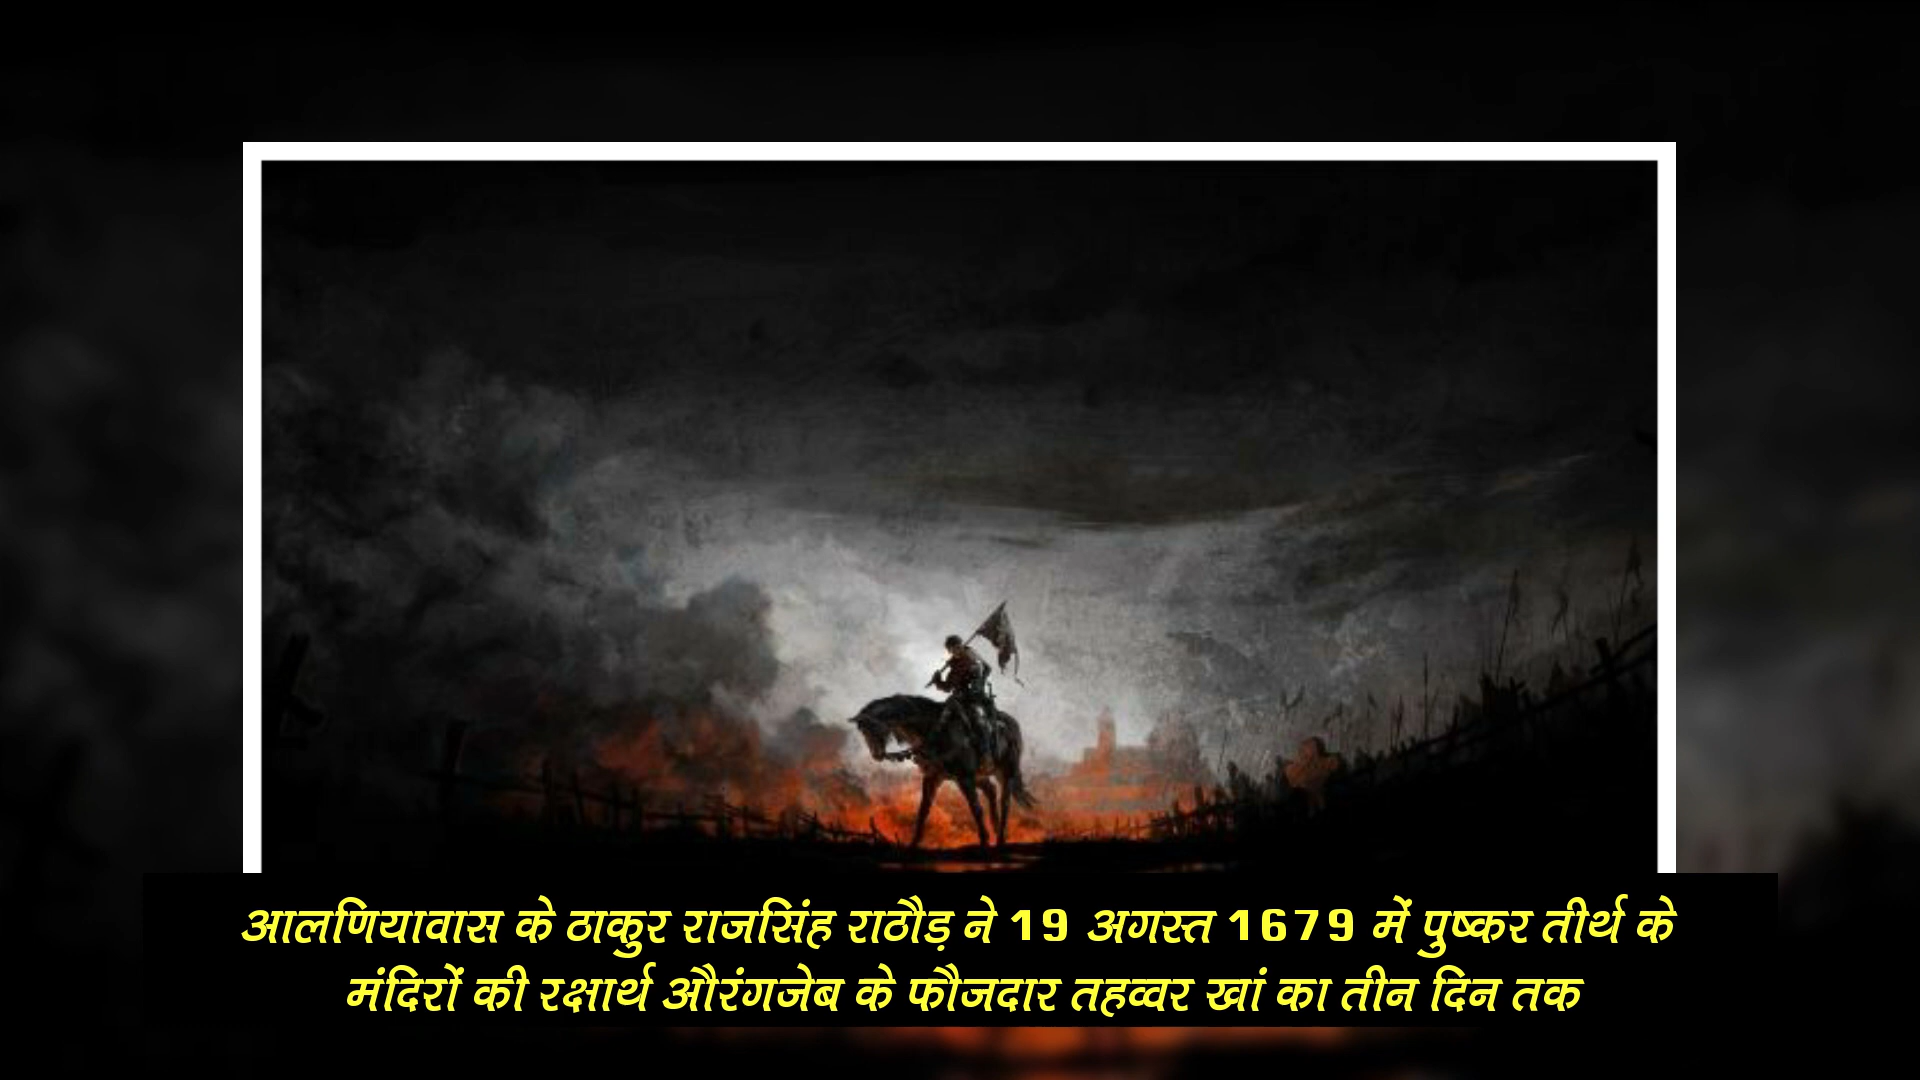 आलणियावास के ठाकुर राजसिंह राठौड़ ने 19 अगस्त 1679 में पुष्कर तीर्थ के
मंदिरों की रक्षार्थ औरंगजेब के फौजदार तहव्वर खां का तीन दिन तक